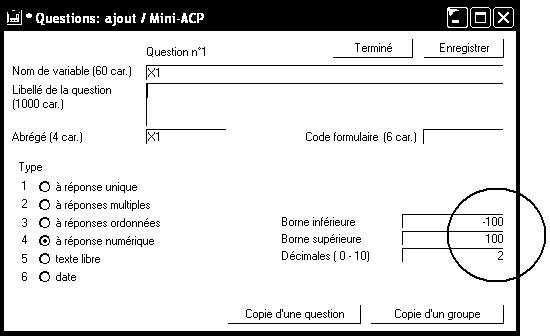 * Questions: ajout / Mini-ACP
Question n°1
Terminé
Enregistrer
Nom de variable (60 car.)
X1
Libellé de la question
(1000 car.)
Abrégé (4 car.)
X1
Code formulaire (6 car.)
Type
1 à réponse unique
2 à réponses multiples
3 à réponses ordonnées
4 à réponse numérique
5 texte libre
6 date
Borne inférieure -100
Borne supérieure 100
Décimales ( 0 - 10) 2
Copie d'une question
Copie d'un groupe